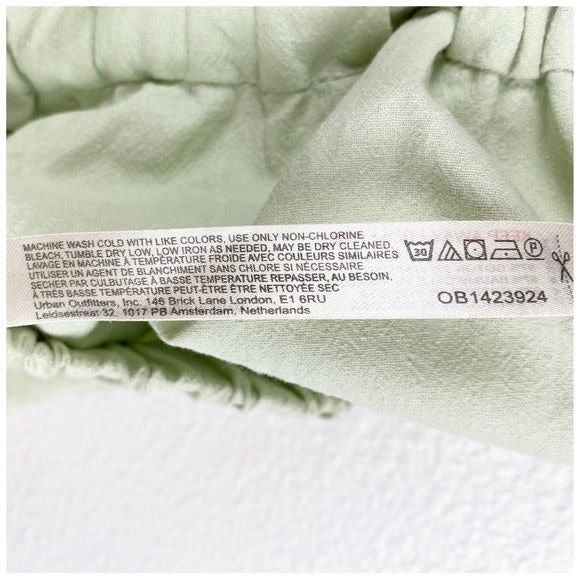 MACHINE WASH COLD WITH LIKE COLORS, USE ONLY NON-CHLORINE
BLEACH, TUMBLE DRY LOW, LOW IRON AS NEEDED, MAY BE DRY CLEANED.
LAVAGE EN MACHINE À TEMPÉRATURE FROIDE AVEC COULEURS SIMILAIRES
UTILISER UN AGENT DE BLANCHIMENT SANS CHLORE SI NÉCESSAIRE
SECHER PAR CULBUTAGE À BASSE TEMPERATURE REPASSER, AU BESOIN,
À TRÈS BASSE TEMPÉRATURE PEUT-ÊTRE ÊTRE NETTOYÉE SEC
Urban Outfitters, Inc. 146 Brick Lane London, E1 6RU
Leidsestraat 32, 1017 PB Amsterdam, Netherlands
30
P
OB1423924